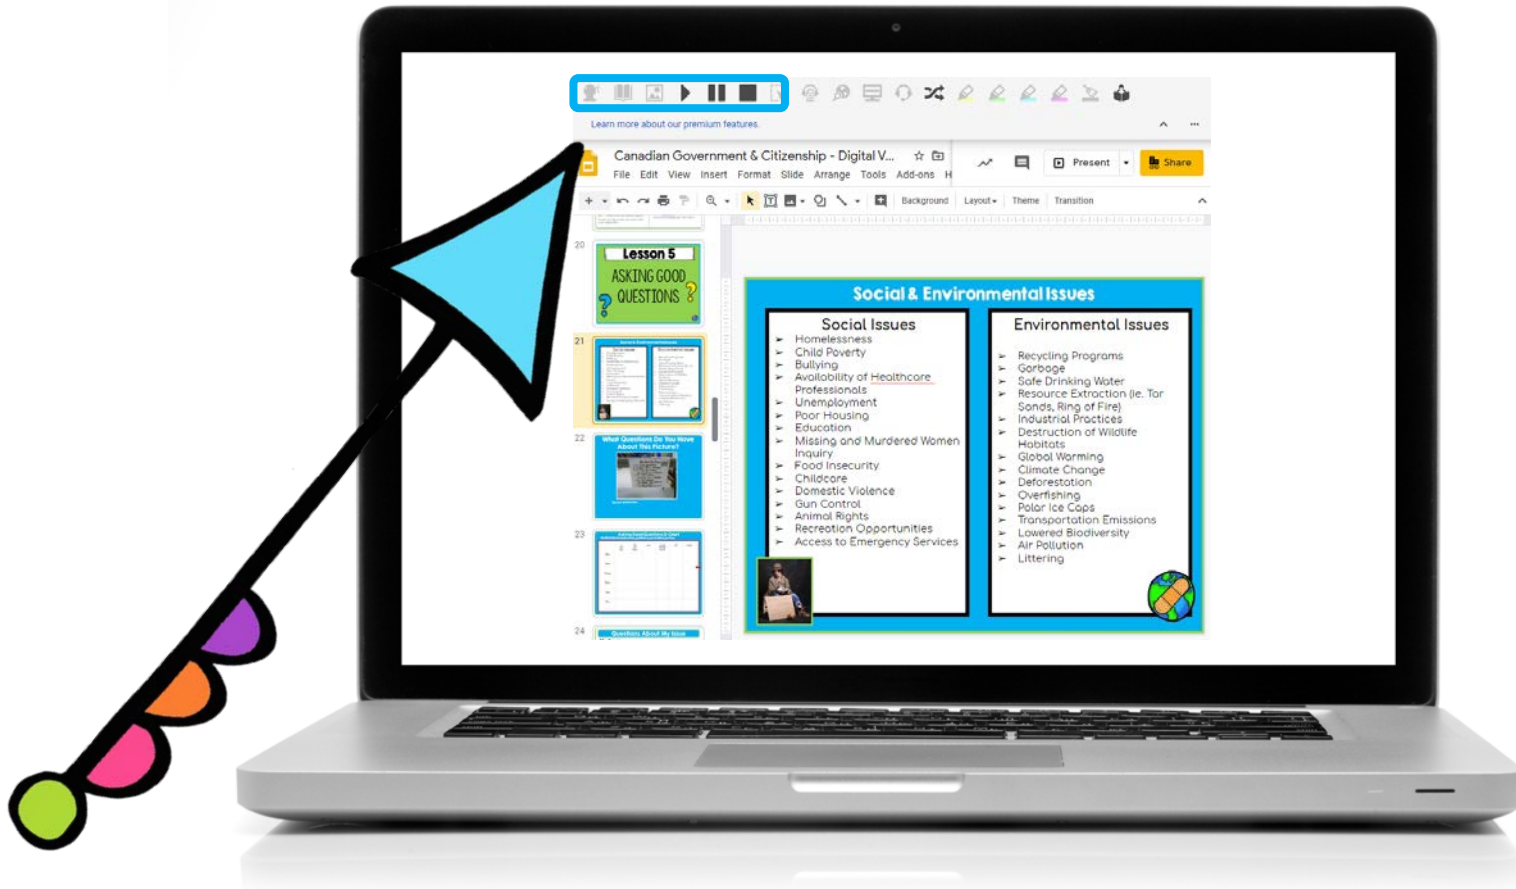 Learn more about our premium features.
Canadian Government & Citizenship - Digital V...
Present
Share
File Edit View Insert Format Slide Arrange Tools Add-ons H
Background Layout Theme Transition
20
Lesson 5
ASKING GOOD
QUESTIONS
21
22
What Questions Do You Have
About This Picture?
23
24
Questions About My Issue
Social & Environmental Issues
Social Issues
➢ Homelessness
➢ Child Poverty
➢ Bullying
➢ Availability of Healthcare
Professionals
➢ Unemployment
➢ Poor Housing
➢ Education
➢ Missing and Murdered Women
Inquiry
➢ Food Insecurity
➢ Childcare
➢ Domestic Violence
➢ Gun Control
➢ Animal Rights
➢ Recreation Opportunities
➢ Access to Emergency Services
Environmental Issues
➢ Recycling Programs
➢ Garbage
➢ Safe Drinking Water
➢ Resource Extraction (ie. Tar
Sands, Ring of Fire)
➢ Industrial Practices
➢ Destruction of Wildlife
Habitats
➢ Global Warming
➢ Climate Change
➢ Deforestation
➢ Overfishing
➢ Polar Ice Caps
➢ Transportation Emissions
➢ Lowered Biodiversity
➢ Air Pollution
➢ Littering